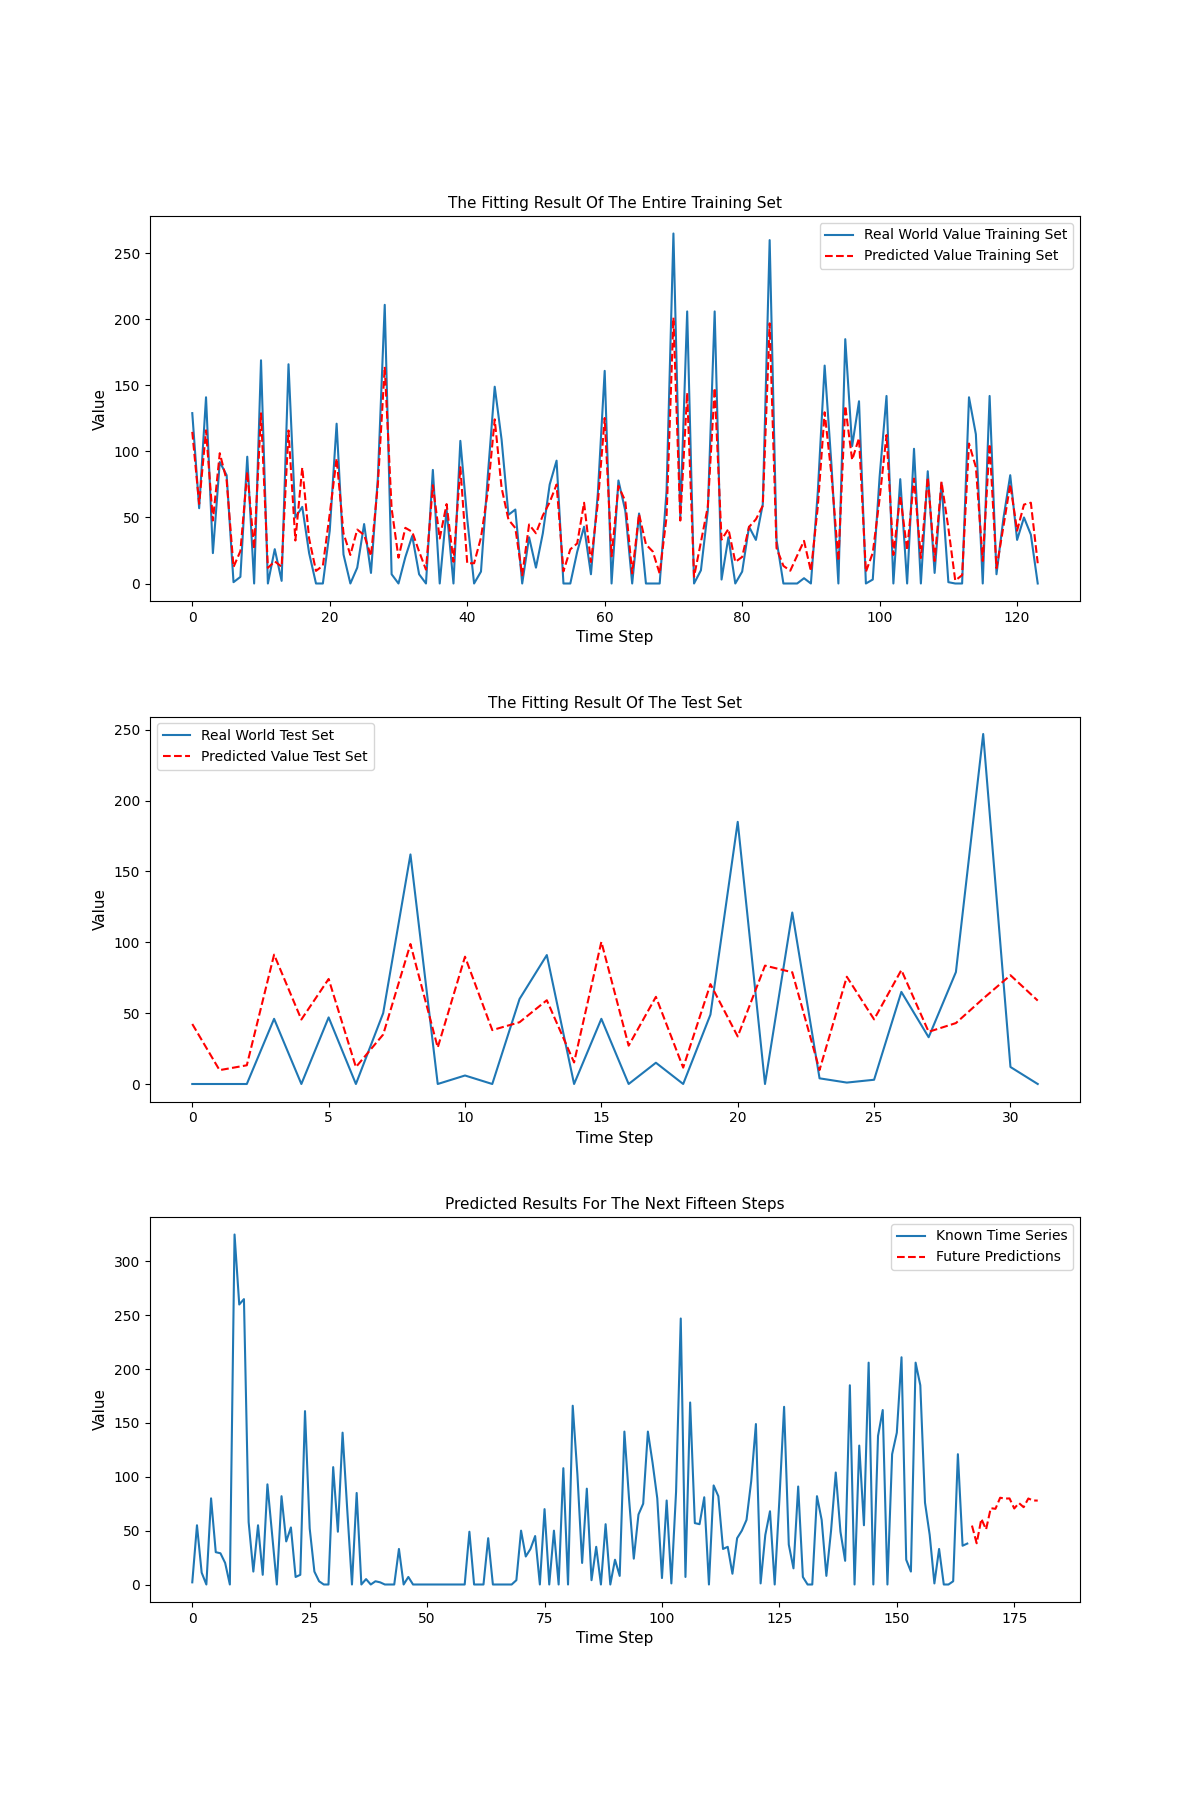 The Fitting Result Of The Entire Training Set
Real World Value Training Set
Predicted Value Training Set
Value
250
200
150
100
50
0
0 20 40 60 80 100 120
Time Step
The Fitting Result Of The Test Set
Real World Test Set
Predicted Value Test Set
Value
250
200
150
100
50
0
0 5 10 15 20 25 30
Time Step
Predicted Results For The Next Fifteen Steps
Known Time Series
Future Predictions
Value
300
250
200
150
100
50
0
0 25 50 75 100 125 150 175
Time Step